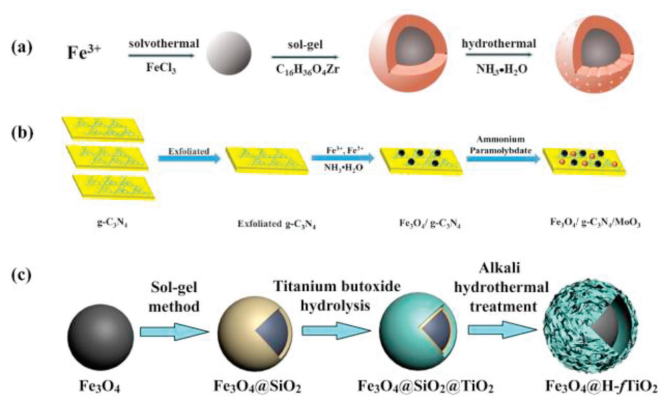 (a)
Fe³⁺
solvothermal
FeCl₃
sol-gel
C₁₆H₃₆O₄Zr
hydrothermal
NH₃•H₂O
(b)
g-C₃N₄
Exfoliated
Exfoliated g-C₃N₄
Fe³⁺, Fe²⁺
NH₃•H₂O
Fe₃O₄/ g-C₃N₄
Ammonium
Paramolybdate
Fe₃O₄/ g-C₃N₄/MoO₃
(c)
Fe₃O₄
Sol-gel
method
Fe₃O₄@SiO₂
Titanium butoxide
hydrolysis
Fe₃O₄@SiO₂@TiO₂
Alkali
hydrothermal
treatment
Fe₃O₄@H-fTiO₂